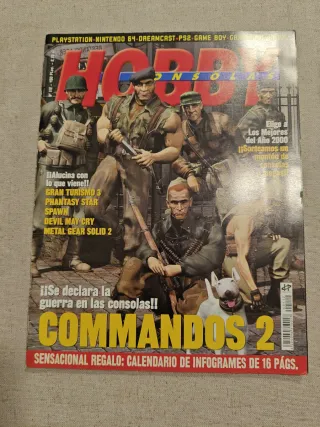 PLAYSTATION-NINTENDO 64-DREAMCAST-PS2-GAME BOY-GA
HOBBY
CONSOLAS
Elige a
Los Mejores
del Año 2000
¡¡Sorteamos un
¡¡Alucina con
lo que viene!!
GRAN TURISMO 3
PHANTASY STAR
SPAWN
DEVIL MAY CRY
METAL GEAR SOLID 2
¡¡Se declara la
guerra en las consolas!!
COMMANDOS 2
SENSACIONAL REGALO: CALENDARIO DE INFOGRAMES DE 16 PÁGS.